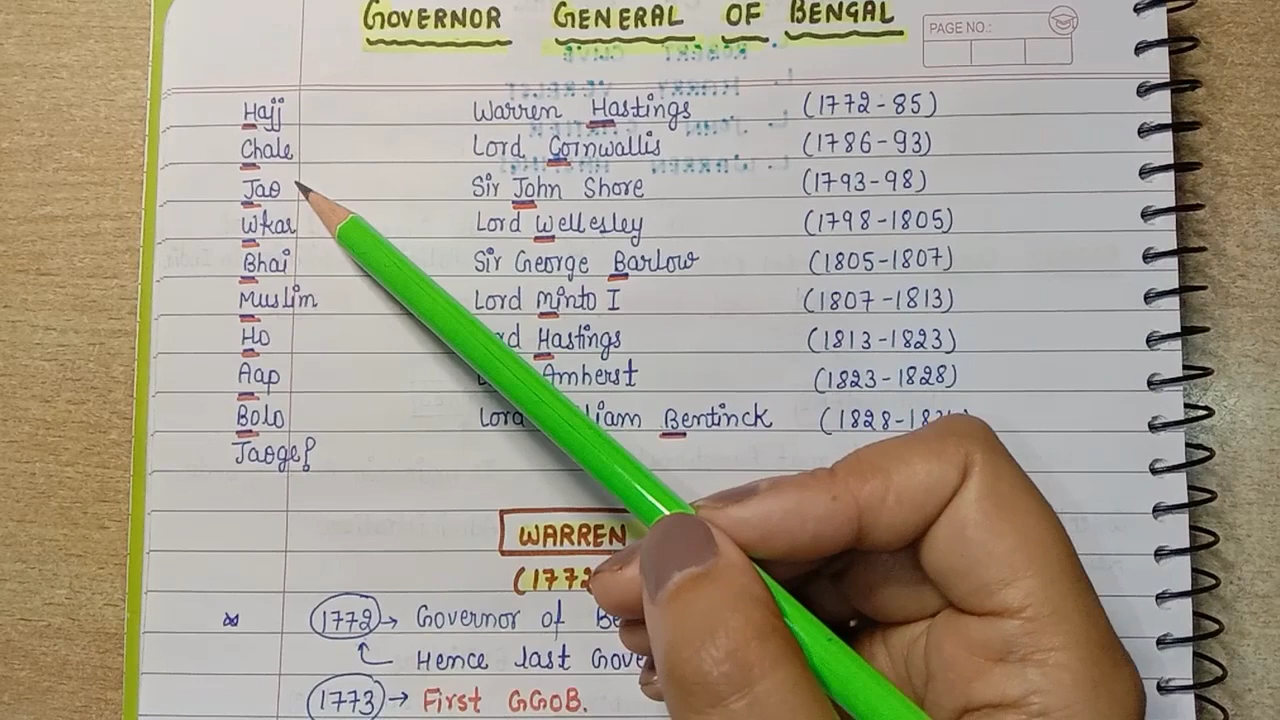 GOVERNOR GENERAL OF BENGAL
PAGE NO.:
Hajj Warren Hastings (1772-85)
Chale Lord Cornwallis (1786-93)
Jao Sir John Shore (1793-98)
Wkar Lord Wellesley (1798-1805)
Bhai Sir George Barlow (1805-1807)
Muslim Lord Minto I (1807-1813)
Ho Hastings (1813-1823)
Aap Amherst (1823-1828)
Bolo Bentinck (1828-
Jaoge?
WARREN
(1772
1772 → Governor of
Hence last
1773 → First GGOB.